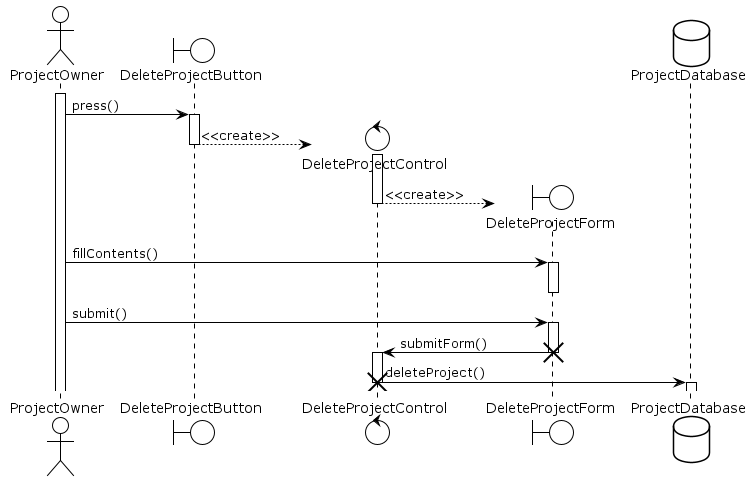 ProjectOwner
DeleteProjectButton
ProjectDatabase
press()
<<create>>
DeleteProjectControl
<<create>>
DeleteProjectForm
fillContents()
submit()
submitForm()
deleteProject()
ProjectOwner
DeleteProjectButton
DeleteProjectControl
DeleteProjectForm
ProjectDatabase